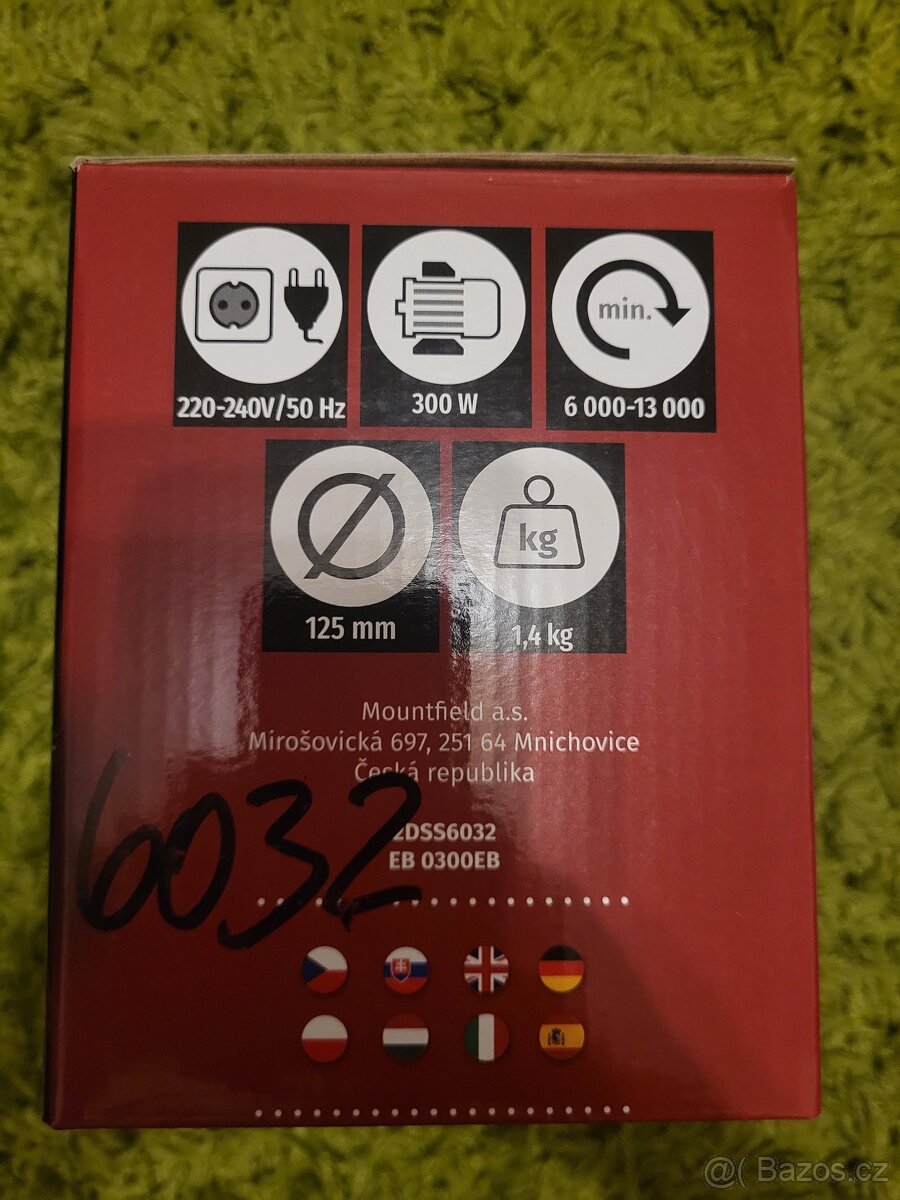 min.
220-240V/50 Hz
300 W
6 000-13 000
kg
125 mm
1,4 kg
Mountfield a.s.
Mirošovická 697, 251 64 Mnichovice
Česká republika
2DSS6032
EB 0300EB
6032
@( Bazos.cz